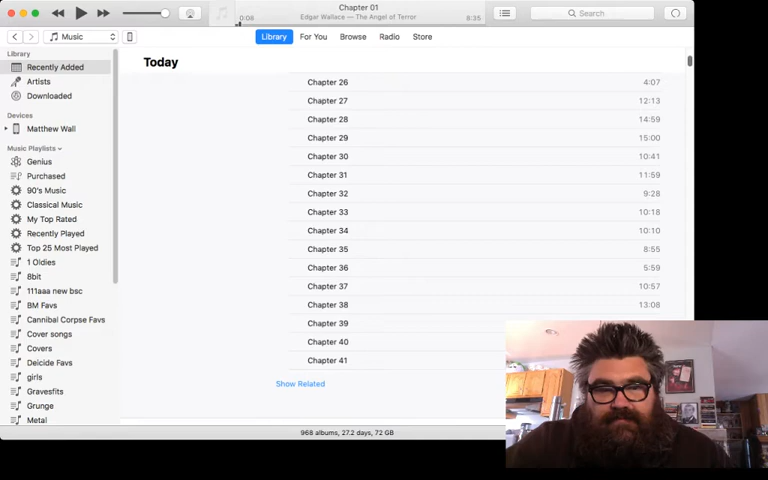 Chapter 01
0:06
Edgar Wallace — The Angel of Terror
8:35
Search
Music
Library
For You
Browse
Radio
Store
Library
Recently Added
Artists
Downloaded
Devices
Matthew Wall
Music Playlists
Genius
Purchased
90's Music
Classical Music
My Top Rated
Recently Played
Top 25 Most Played
1 Oldies
8bit
111aaa new bsc
BM Favs
Cannibal Corpse Favs
Cover songs
Covers
Deicide Favs
girls
Gravesfits
Grunge
Metal
Today
Chapter 26 4:07
Chapter 27 12:13
Chapter 28 14:59
Chapter 29 15:00
Chapter 30 10:41
Chapter 31 11:59
Chapter 32 9:28
Chapter 33 10:18
Chapter 34 10:10
Chapter 35 8:55
Chapter 36 5:59
Chapter 37 10:57
Chapter 38 13:08
Chapter 39
Chapter 40
Chapter 41
Show Related
968 albums, 27.2 days, 72 GB